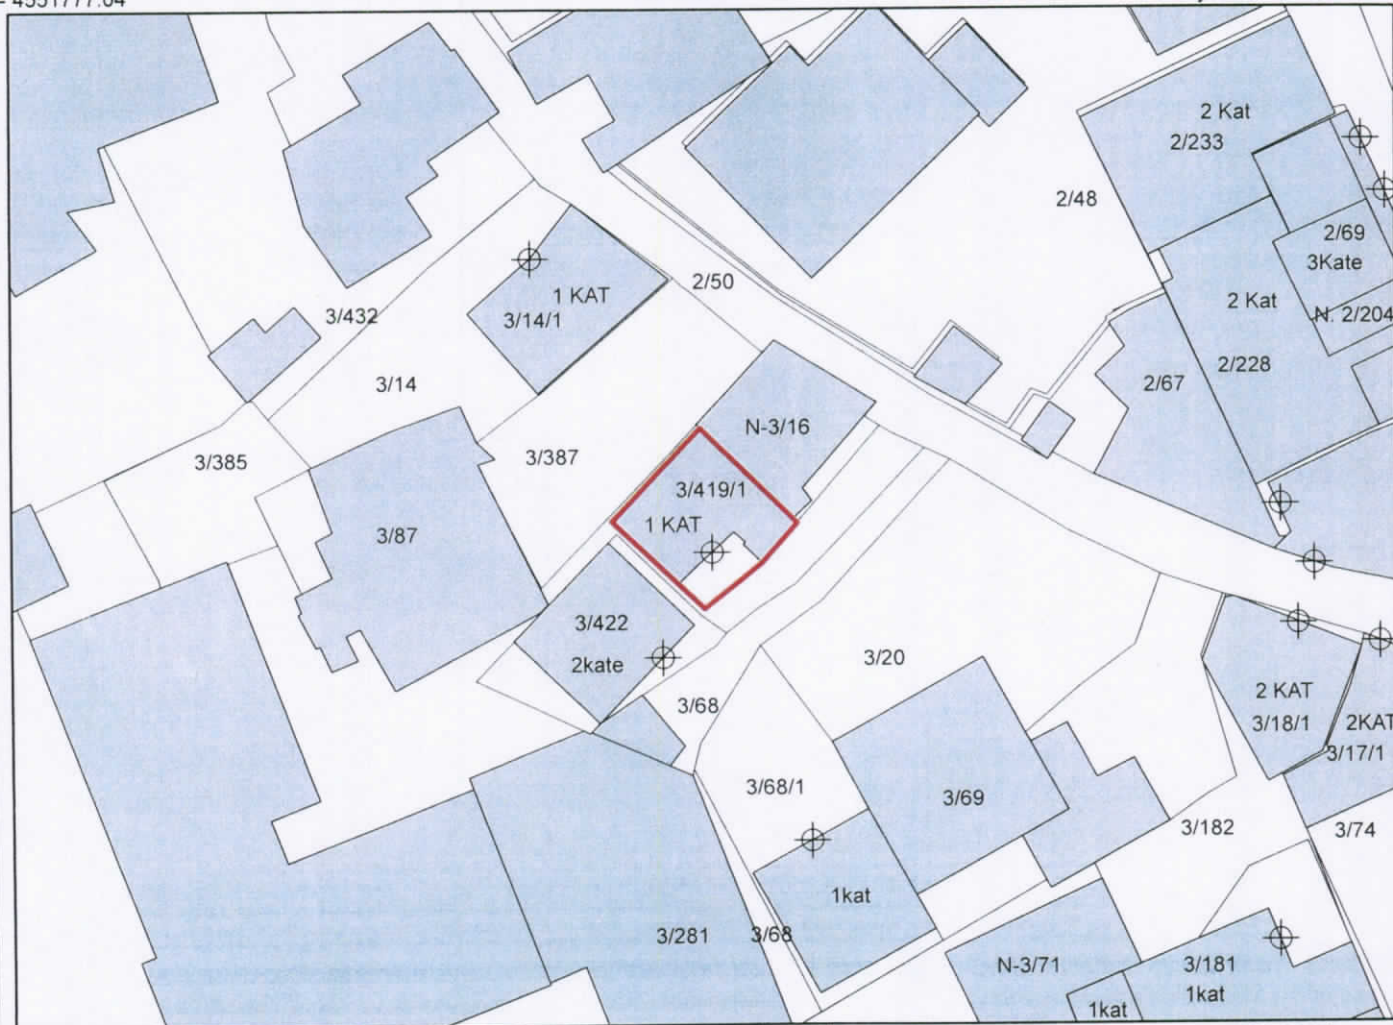 4551777.04
2 Kat
2/233
2/48
2/69
3Kate
2/50
1 KAT
3/14/1
3/432
2 Kat
N. 2/204
2/228
2/67
3/14
N-3/16
3/387
3/385
3/419/1
1 KAT
3/87
3/422
2kate
3/20
3/68
2 KAT
3/18/1
2KAT
3/17/1
3/68/1
3/69
3/182
3/74
1kat
3/281
3/68
N-3/71
3/181
1kat
1kat